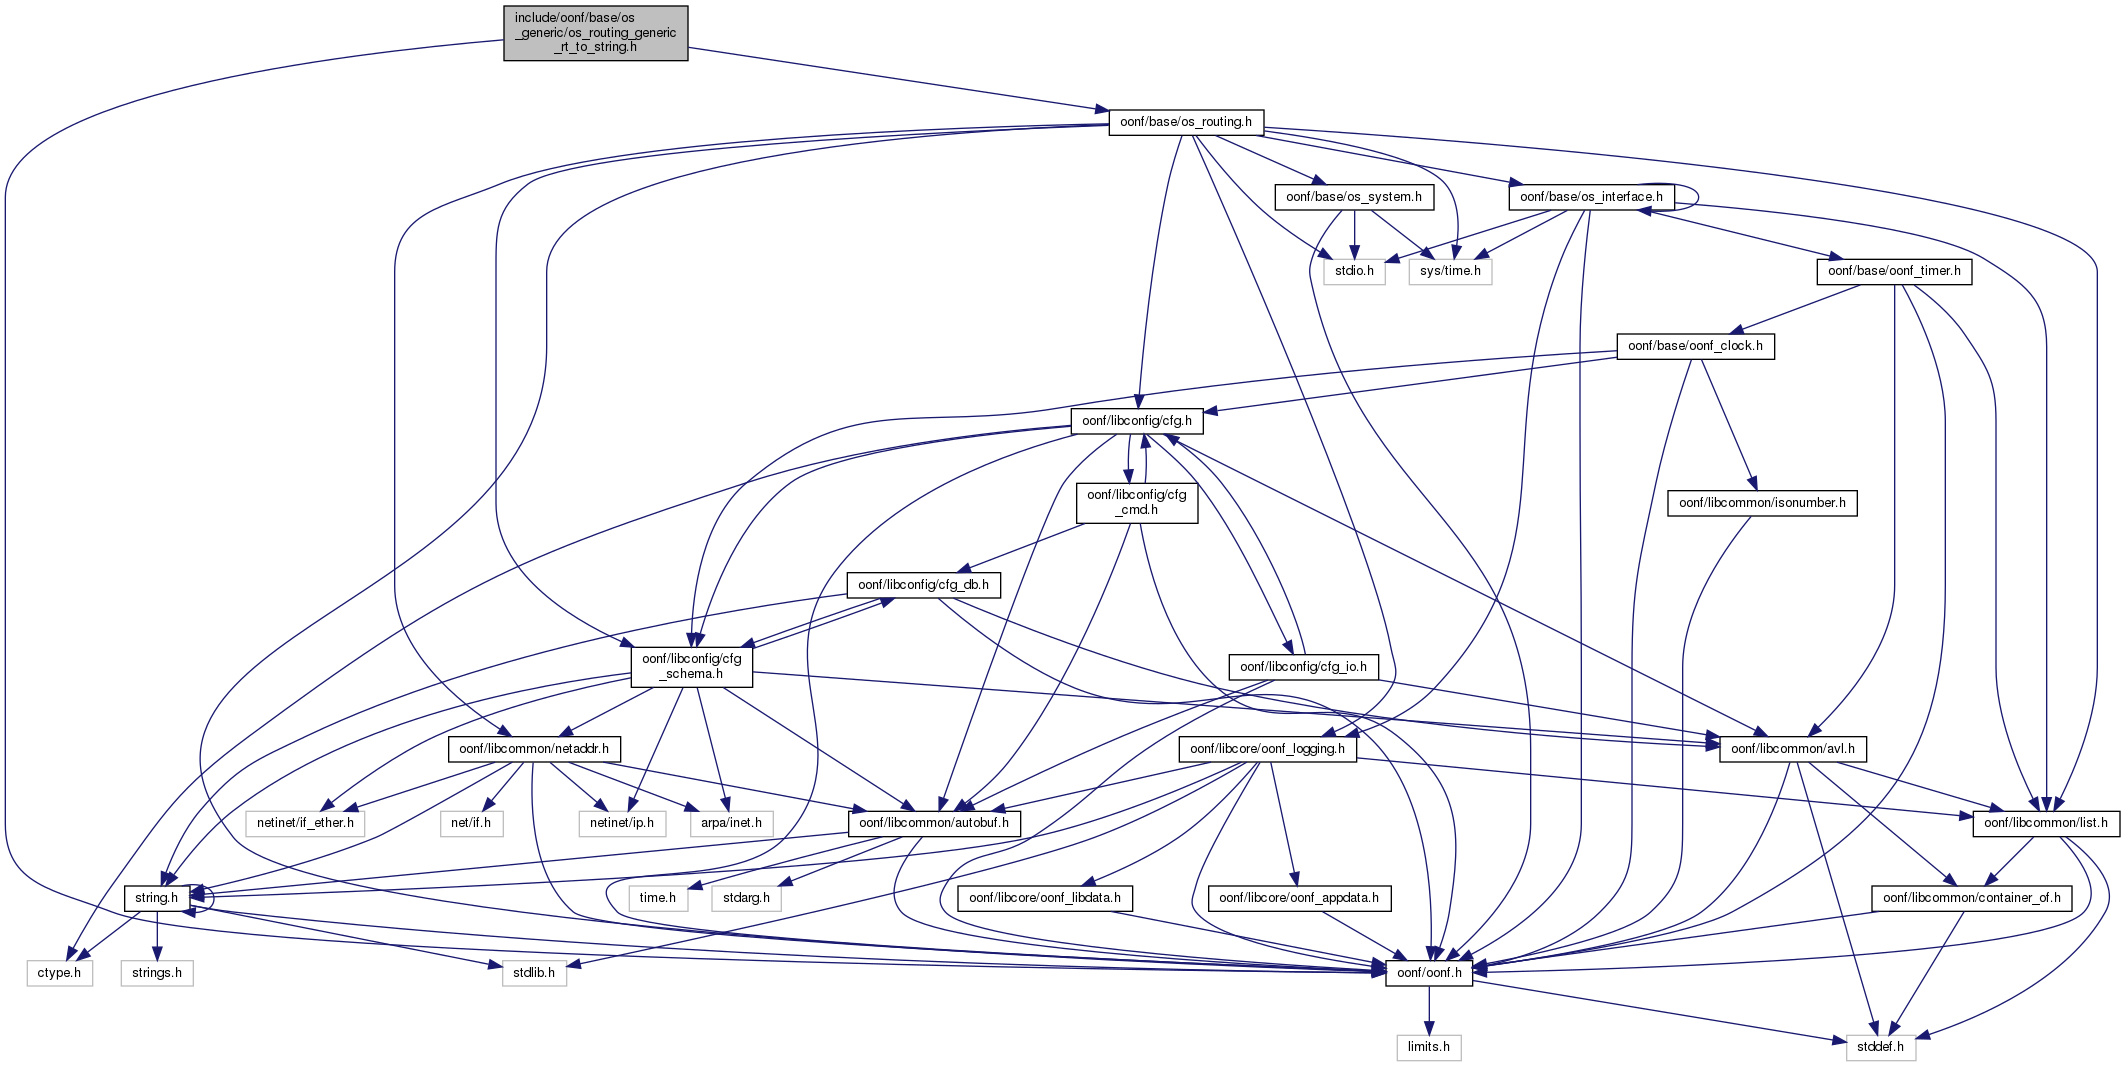 include/oonf/base/os
_generic/os_routing_generic
_rt_to_string.h
oonf/base/os_routing.h
oonf/base/os_system.h
oonf/base/os_interface.h
stdio.h
sys/time.h
oonf/base/oonf_timer.h
oonf/base/oonf_clock.h
oonf/libconfig/cfg.h
oonf/libconfig/cfg
_cmd.h
oonf/libcommon/isonumber.h
oonf/libconfig/cfg_db.h
oonf/libconfig/cfg
_schema.h
oonf/libconfig/cfg_io.h
oonf/libcommon/netaddr.h
oonf/libcore/oonf_logging.h
oonf/libcommon/avl.h
netinet/if_ether.h
net/if.h
netinet/ip.h
arpa/inet.h
oonf/libcommon/autobuf.h
oonf/libcommon/list.h
string.h
time.h
stdarg.h
oonf/libcore/oonf_libdata.h
oonf/libcore/oonf_appdata.h
oonf/libcommon/container_of.h
ctype.h
strings.h
stdlib.h
oonf/oonf.h
limits.h
stddef.h